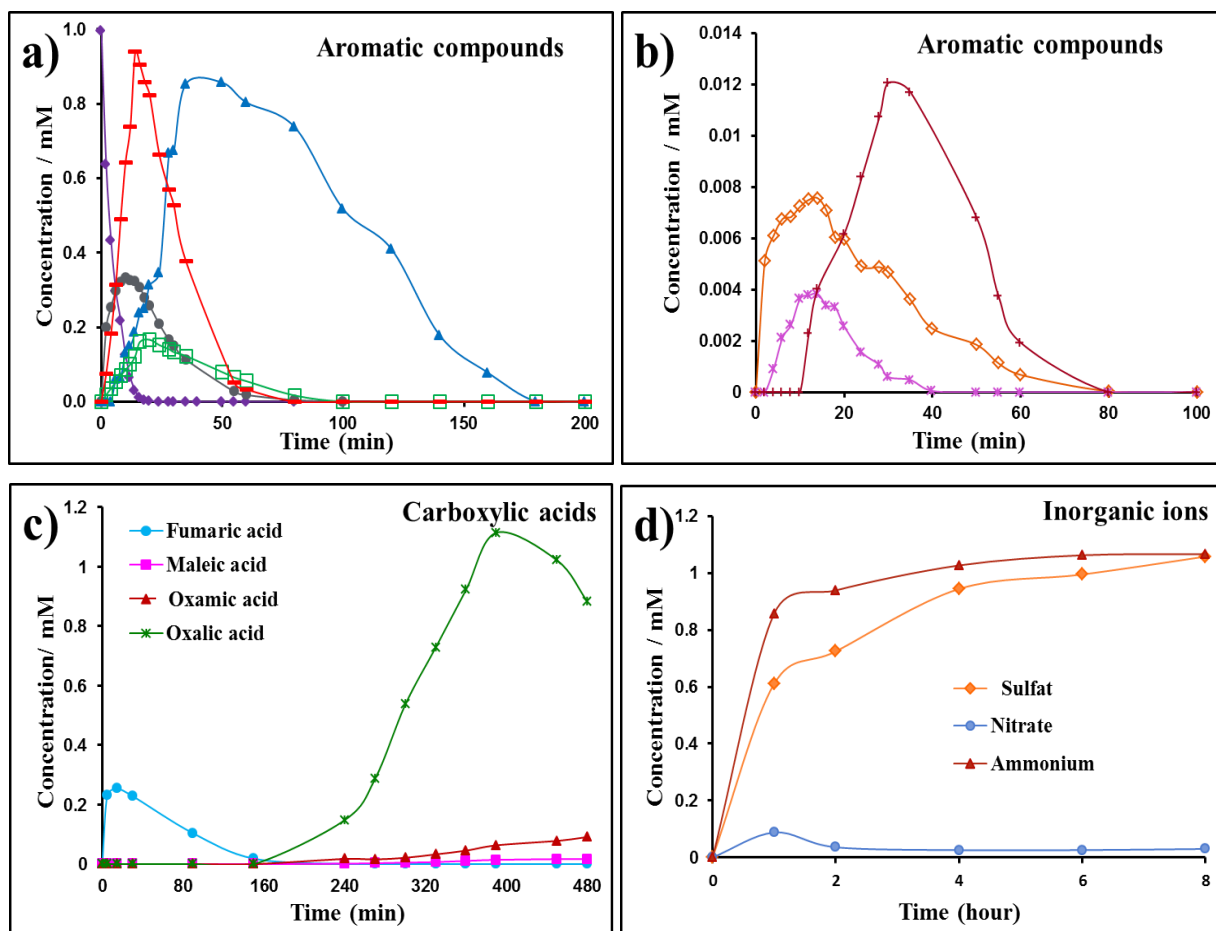 a)
Aromatic compounds
Concentration / mM
1.0
0.8
0.6
0.4
0.2
0.0
0 50 100 150 200
Time (min)
b)
Aromatic compounds
Concentration / mM
0.014
0.012
0.01
0.008
0.006
0.004
0.002
0
0 20 40 60 80 100
Time (min)
c)
Carboxylic acids
Concentration/ mM
1.2
1
0.8
0.6
0.4
0.2
0
Fumaric acid
Maleic acid
Oxamic acid
Oxalic acid
0 80 160 240 320 400 480
Time (min)
d)
Inorganic ions
Concentration / mM
1.2
1
0.8
0.6
0.4
0.2
0
Sulfat
Nitrate
Ammonium
0 2 4 6 8
Time (hour)